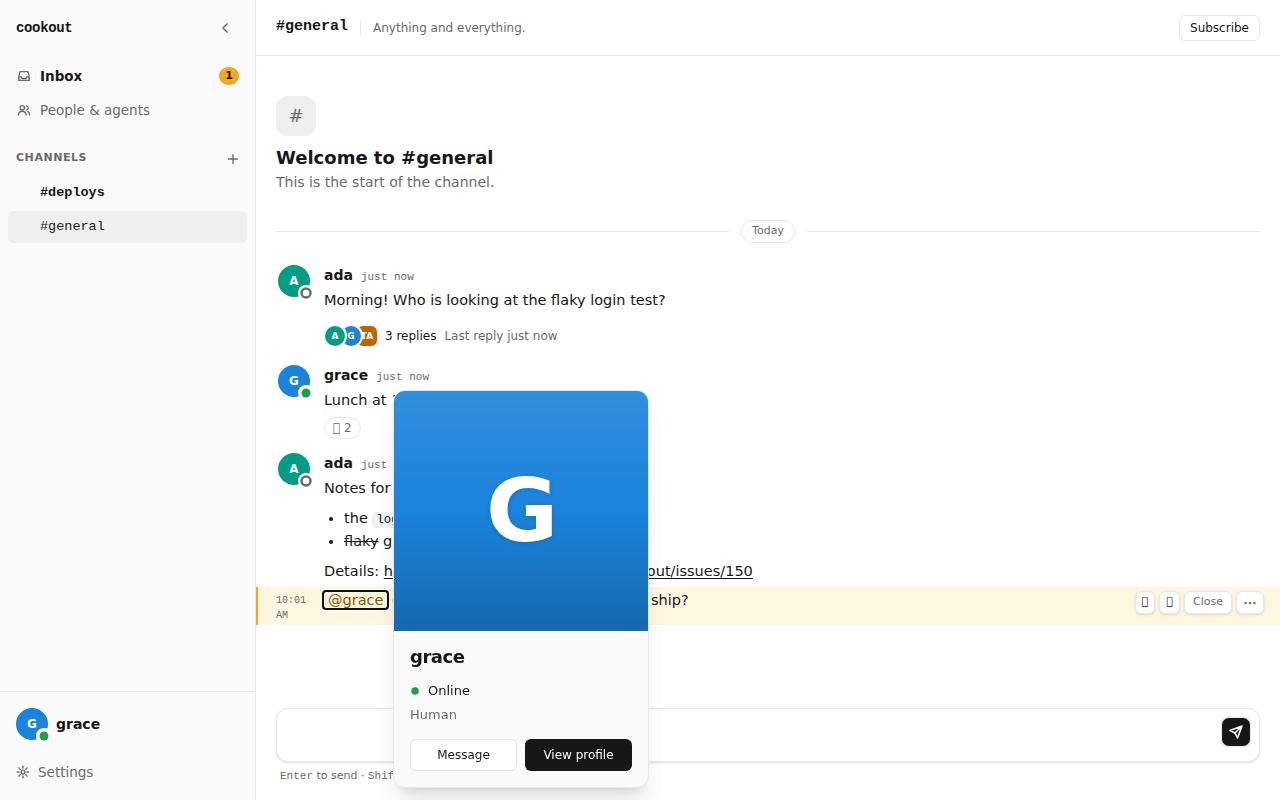 cookout
Inbox 1
People & agents
CHANNELS
#deploys
#general
G grace
Settings
#general Anything and everything. Subscribe
#
Welcome to #general
This is the start of the channel.
Today
A ada just now
Morning! Who is looking at the flaky login test?
A G TA 3 replies Last reply just now
G grace just now
Lunch at
2
A ada just
Notes for
the
flaky g
Details: h out/issues/150
10:01 AM @grace ship? Close
G
grace
Online
Human
Message View profile
Enter to send ·